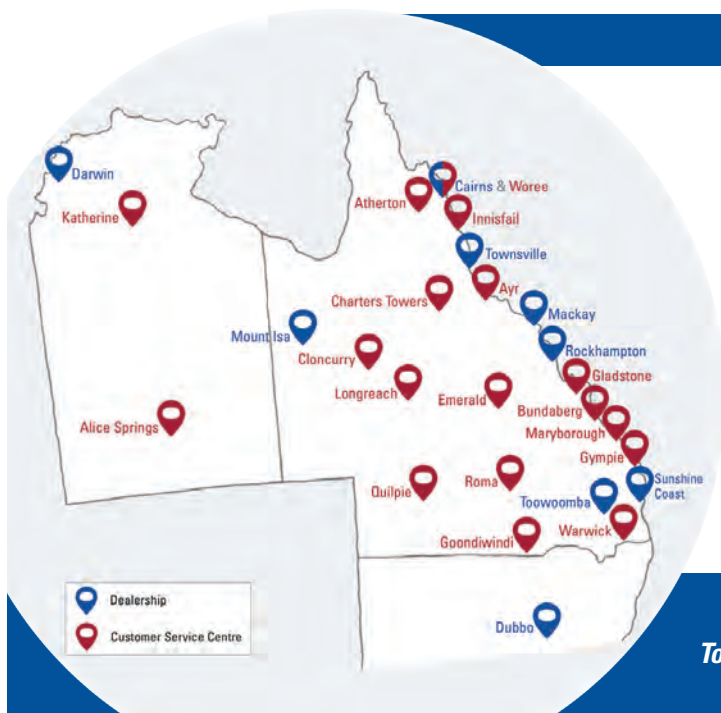 Darwin
Katherine
Alice Springs
Cairns & Woree
Atherton
Innisfail
Townsville
Ayr
Charters Towers
Mackay
Mount Isa
Rockhampton
Cloncurry
Gladstone
Longreach
Emerald
Bundaberg
Maryborough
Gympie
Quilpie
Roma
Sunshine
Coast
Toowoomba
Warwick
Goondiwindi
Dubbo
Dealership
Customer Service Centre
To